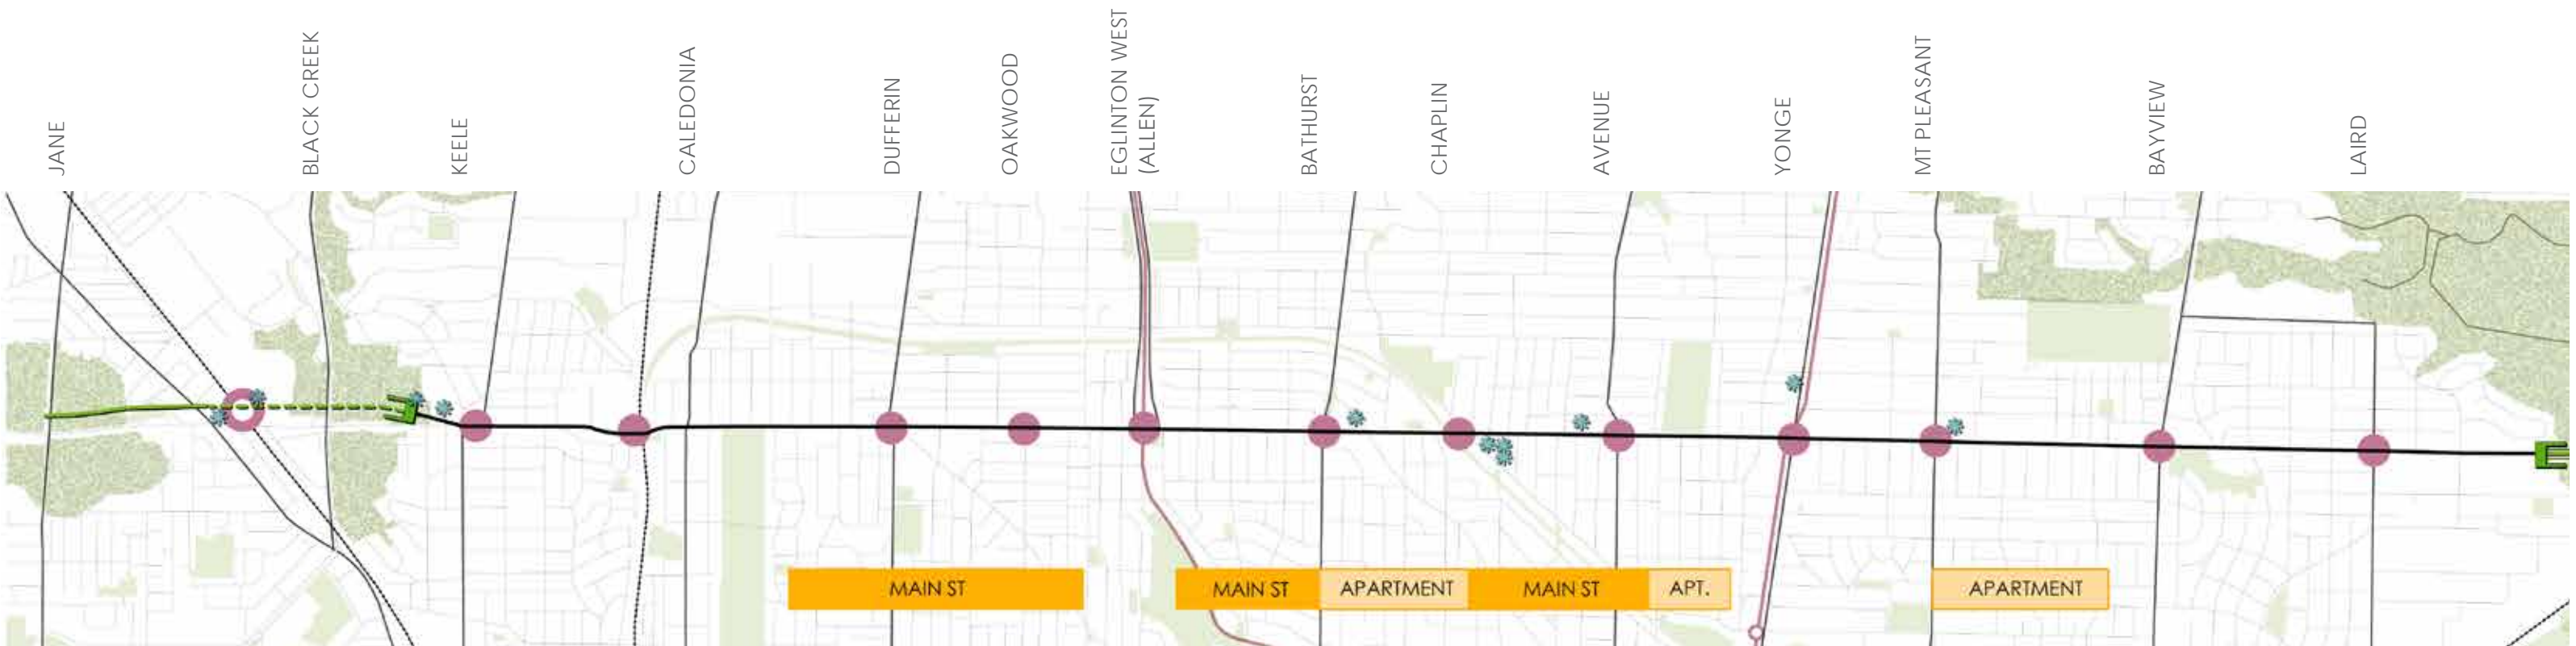 JANE
BLACK CREEK
KEELE
CALEDONIA
DUFFERIN
OAKWOOD
EGLINTON WEST
(ALLEN)
BATHURST
CHAPLIN
AVENUE
YONGE
MT PLEASANT
BAYVIEW
LAIRD
MAIN ST
MAIN ST
APARTMENT
MAIN ST
APT.
APARTMENT